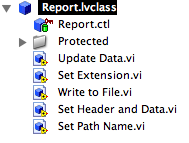 Report.lvclass
Report.ctl
Protected
Update Data.vi
Set Extension.vi
Write to File.vi
Set Header and Data.vi
Set Path Name.vi